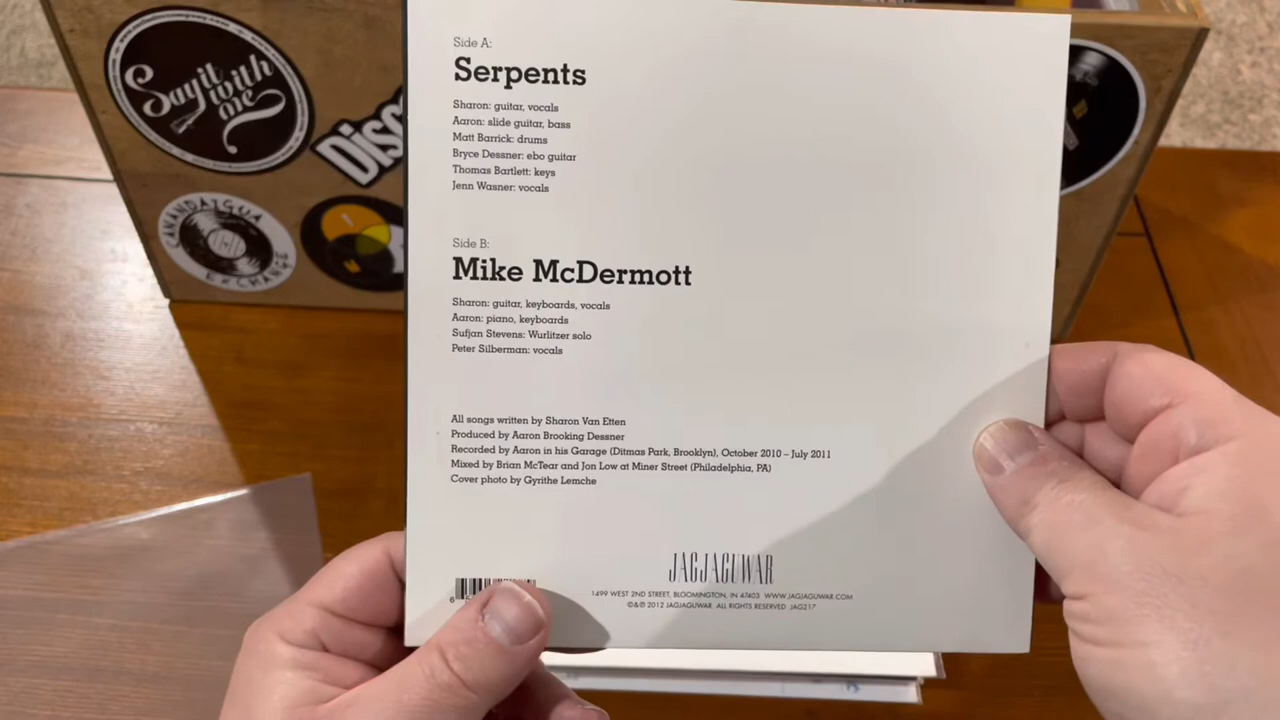 Say it with me
Disc
CANANDAIGUA
EXCHANGE
Side A:
Serpents
Sharon: guitar, vocals
Aaron: slide guitar, bass
Matt Barrick: drums
Bryce Dessner: ebo guitar
Thomas Bartlett: keys
Jenn Wasner: vocals
Side B:
Mike McDermott
Sharon: guitar, keyboards, vocals
Aaron: piano, keyboards
Sufjan Stevens: Wurlitzer solo
Peter Silberman: vocals
All songs written by Sharon Van Etten
Produced by Aaron Brooking Dessner
Recorded by Aaron in his Garage (Ditmas Park, Brooklyn), October 2010 – July 2011
Mixed by Brian McTear and Jon Low at Miner Street (Philadelphia, PA)
Cover photo by Gyrithe Lemche
JAGJAGUWAR
1499 WEST 2ND STREET, BLOOMINGTON, IN 47403 WWW.JAGJAGUWAR.COM
©&℗ 2012 JAGJAGUWAR. ALL RIGHTS RESERVED. JAG217
6